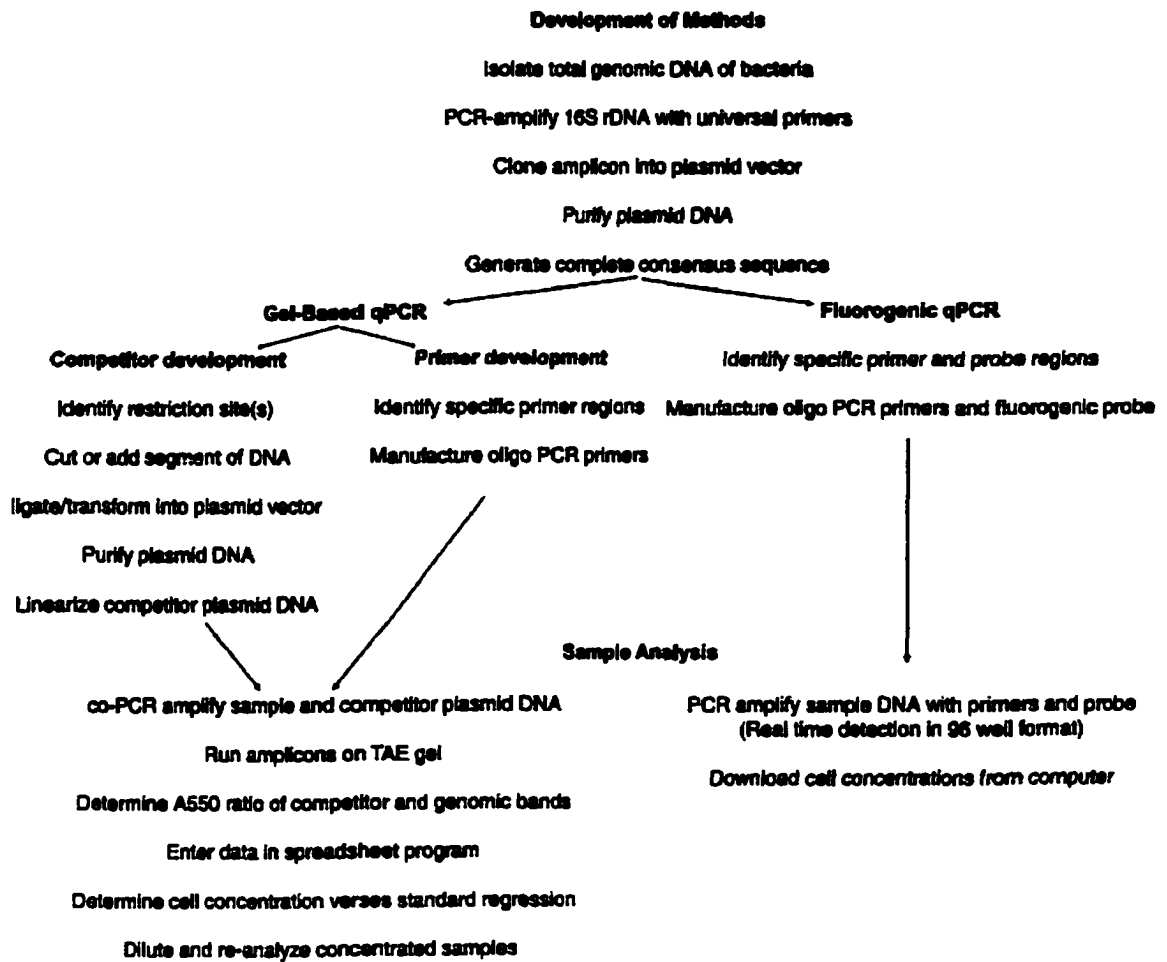 Development of Methods
Isolate total genomic DNA of bacteria
PCR-amplify 16S rDNA with universal primers
Clone amplicon into plasmid vector
Purify plasmid DNA
Generate complete consensus sequence
Gel-Based qPCR
Fluorogenic qPCR
Competitor development
Primer development
Identify specific primer and probe regions
Identify restriction site(s)
Identify specific primer regions
Manufacture oligo PCR primers and fluorogenic probe
Cut or add segment of DNA
Manufacture oligo PCR primers
ligate/transform into plasmid vector
Purify plasmid DNA
Linearize competitor plasmid DNA
Sample Analysis
co-PCR amplify sample and competitor plasmid DNA
PCR amplify sample DNA with primers and probe
(Real time detection in 96 well format)
Run amplicons on TAE gel
Download cell concentrations from computer
Determine A550 ratio of competitor and genomic bands
Enter data in spreadsheet program
Determine cell concentration verses standard regression
Dilute and re-analyze concentrated samples